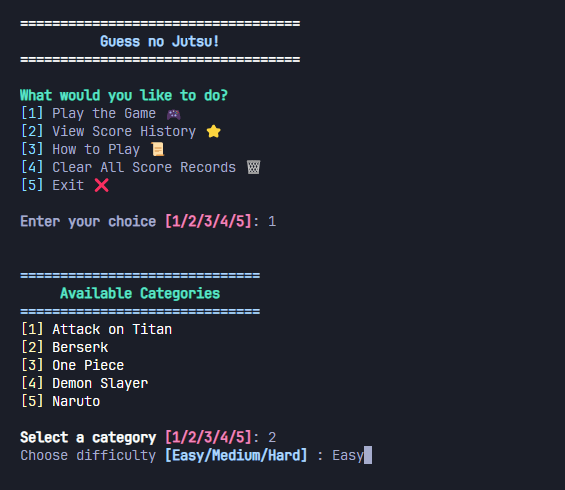 ===================================
Guess no Jutsu!
===================================
What would you like to do?
[1] Play the Game 🎮
[2] View Score History ⭐
[3] How to Play 📜
[4] Clear All Score Records 🗑️
[5] Exit ❌
Enter your choice [1/2/3/4/5]: 1
==============================
Available Categories
==============================
[1] Attack on Titan
[2] Berserk
[3] One Piece
[4] Demon Slayer
[5] Naruto
Select a category [1/2/3/4/5]: 2
Choose difficulty [Easy/Medium/Hard] : Easy